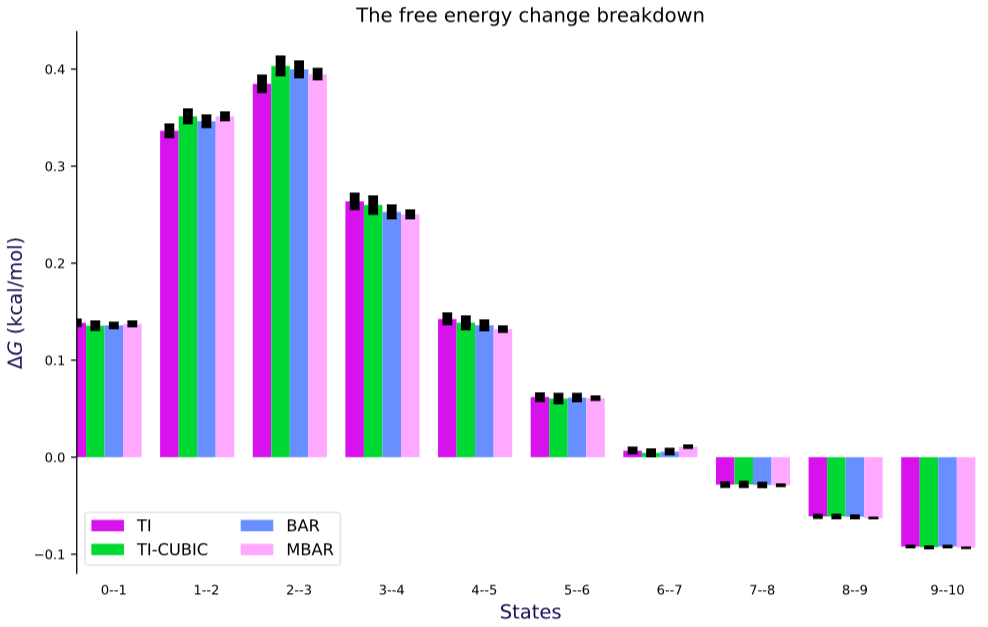 The free energy change breakdown
ΔG (kcal/mol)
0.4
0.3
0.2
0.1
0.0
−0.1
TI
BAR
TI-CUBIC
MBAR
0--1
1--2
2--3
3--4
4--5
5--6
6--7
7--8
8--9
9--10
States